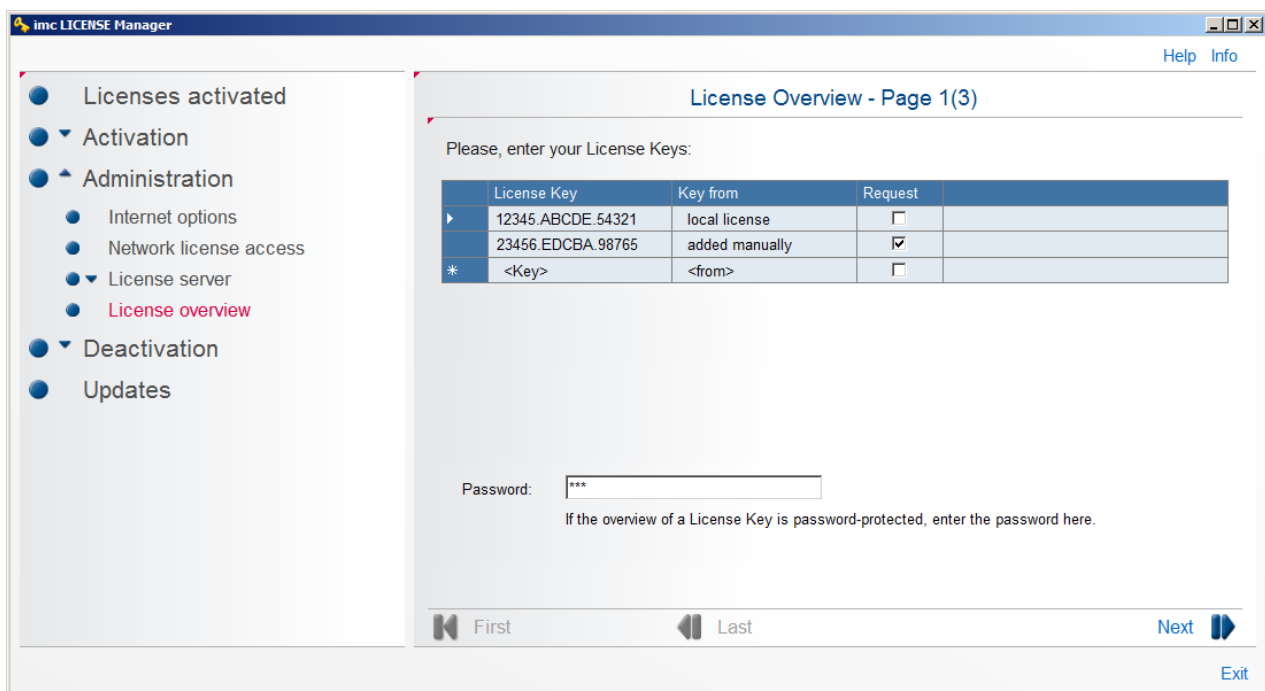 imc LICENSE Manager
Help Info
Licenses activated
Activation
Administration
Internet options
Network license access
License server
License overview
Deactivation
Updates
License Overview - Page 1(3)
Please, enter your License Keys:
License Key Key from Request
12345.ABCDE.54321 local license
23456.EDCBA.98765 added manually
* <Key> <from>
Password: ***
If the overview of a License Key is password-protected, enter the password here.
First Last Next
Exit